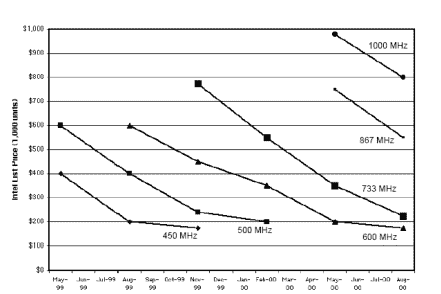 $1,000
$900
$800
$700
$600
$500
$400
$300
$200
$100
$0
Intel List Price (1,000 units)
1000 MHz
867 MHz
733 MHz
450 MHz
500 MHz
600 MHz
May-99
Jun-99
Jul-99
Aug-99
Sep-99
Oct-99
Nov-99
Dec-99
Jan-00
Feb-00
Mar-00
Apr-00
May-00
Jun-00
Jul-00
Aug-00